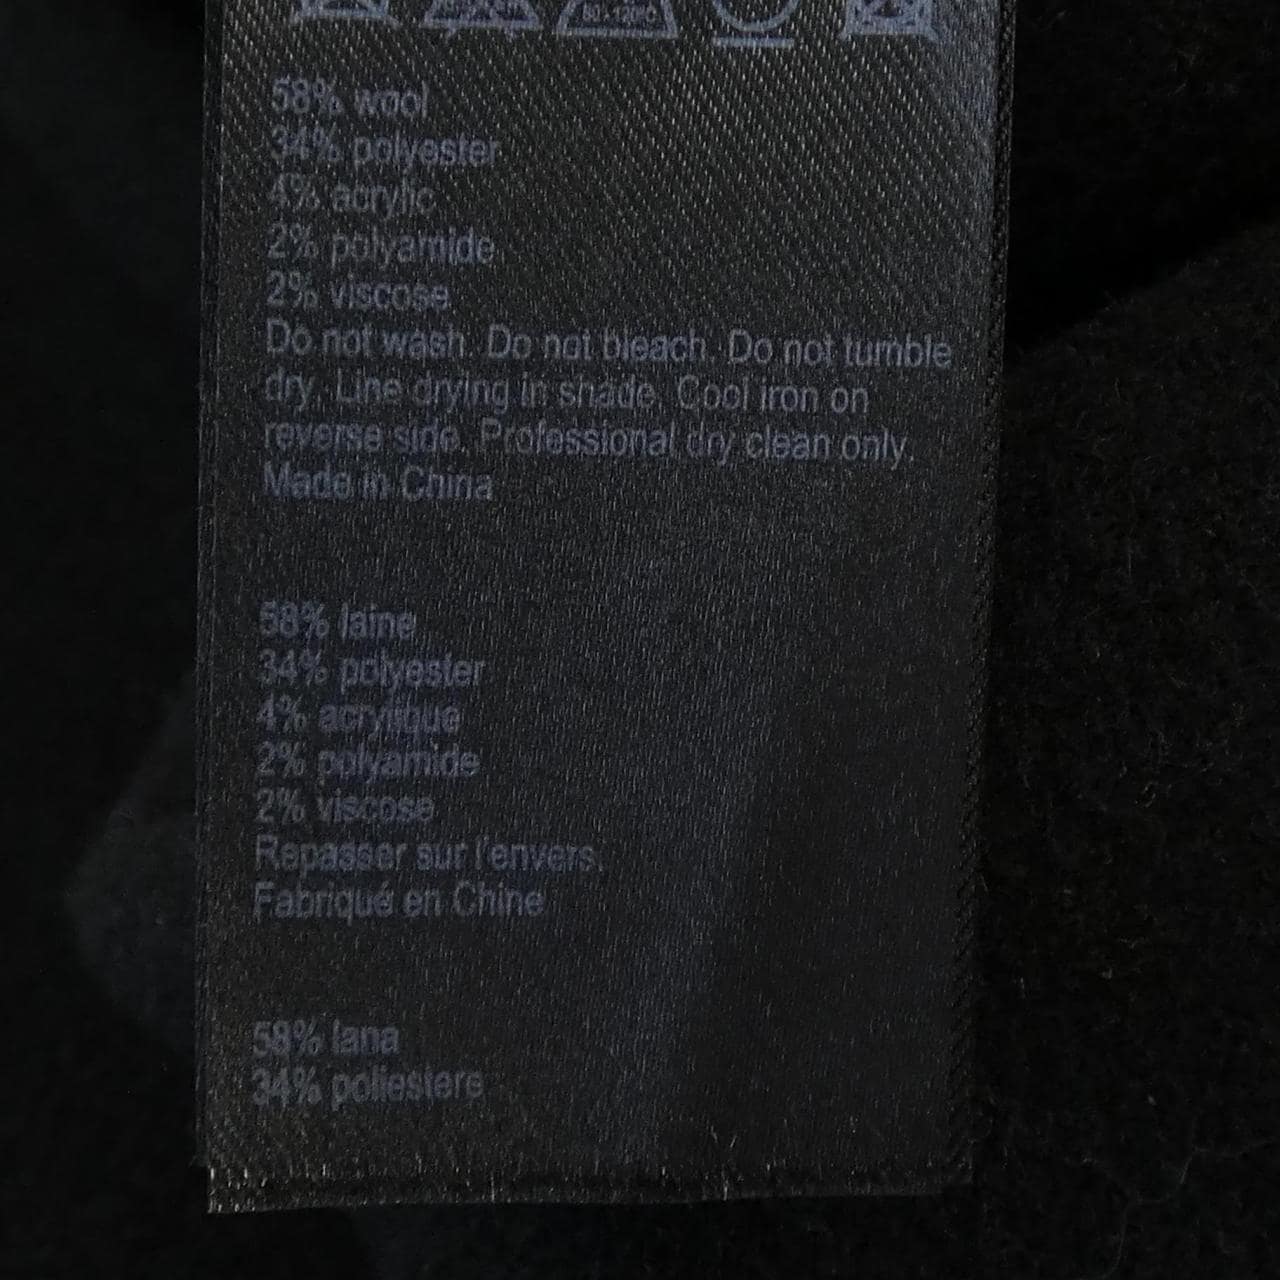 58% wool
34% polyester
4% acrylic
2% polyamide
2% viscose
Do not wash. Do not bleach. Do not tumble
dry. Line drying in shade. Cool iron on
reverse side. Professional dry clean only.
Made in China
58% laine
34% polyester
4% acrylique
2% polyamide
2% viscose
Repasser sur l'envers.
Fabriqué en Chine
58% lana
34% poliestere